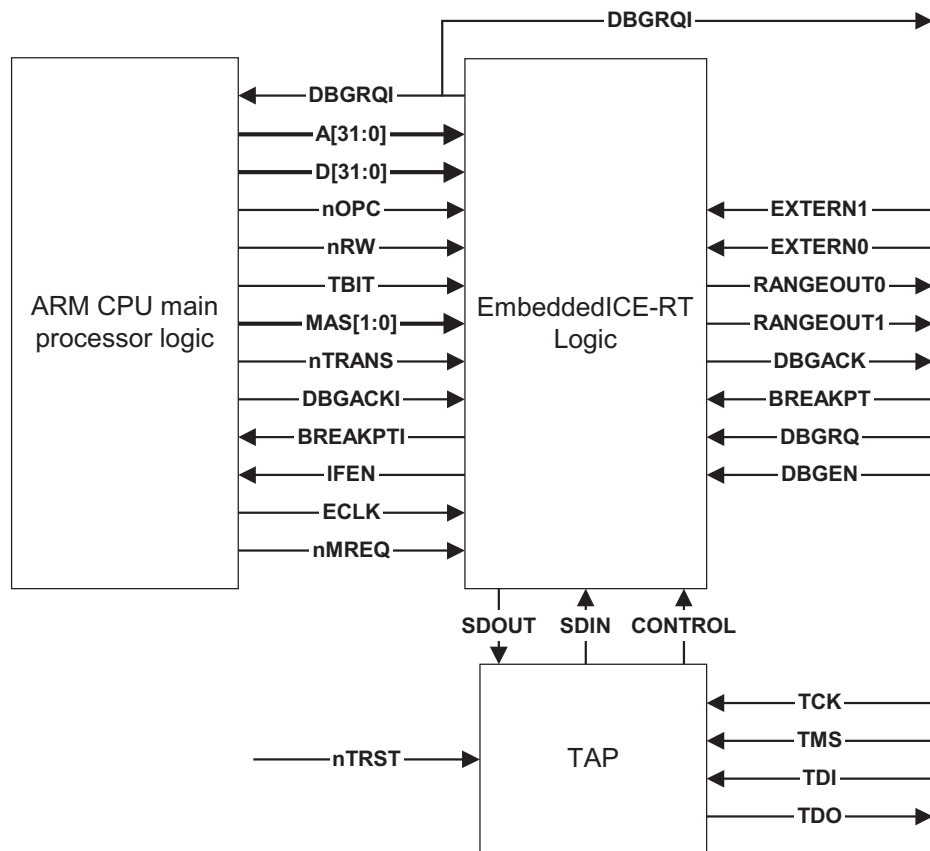 DBGRQI
DBGRQI
A[31:0]
D[31:0]
nOPC
nRW
TBIT
MAS[1:0]
nTRANS
DBGACKI
BREAKPTI
IFEN
ECLK
nMREQ
ARM CPU main
processor logic
EmbeddedICE-RT
Logic
EXTERN1
EXTERN0
RANGEOUT0
RANGEOUT1
DBGACK
BREAKPT
DBGRQ
DBGEN
SDOUT
SDIN
CONTROL
nTRST
TAP
TCK
TMS
TDI
TDO